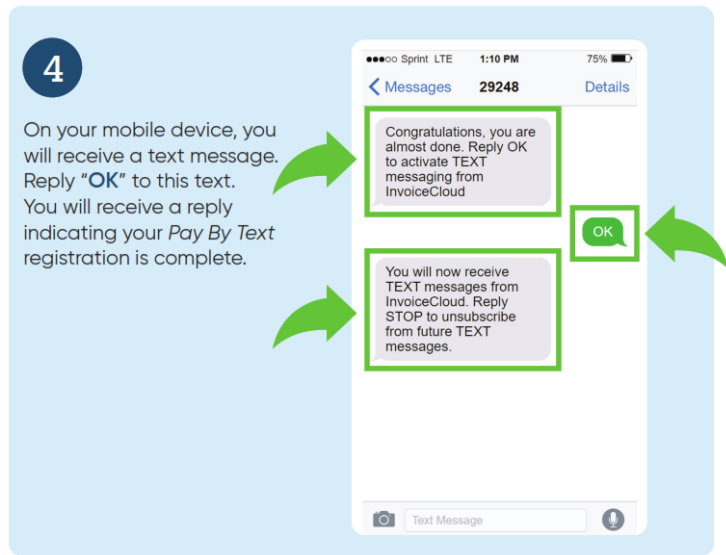 4
On your mobile device, you
will receive a text message.
Reply “OK” to this text.
You will receive a reply
indicating your Pay By Text
registration is complete.
●●●○○ Sprint LTE 1:10 PM 75%
Messages 29248 Details
Congratulations, you are
almost done. Reply OK
to activate TEXT
messaging from
InvoiceCloud
OK
You will now receive
TEXT messages from
InvoiceCloud. Reply
STOP to unsubscribe
from future TEXT
messages.
Text Message